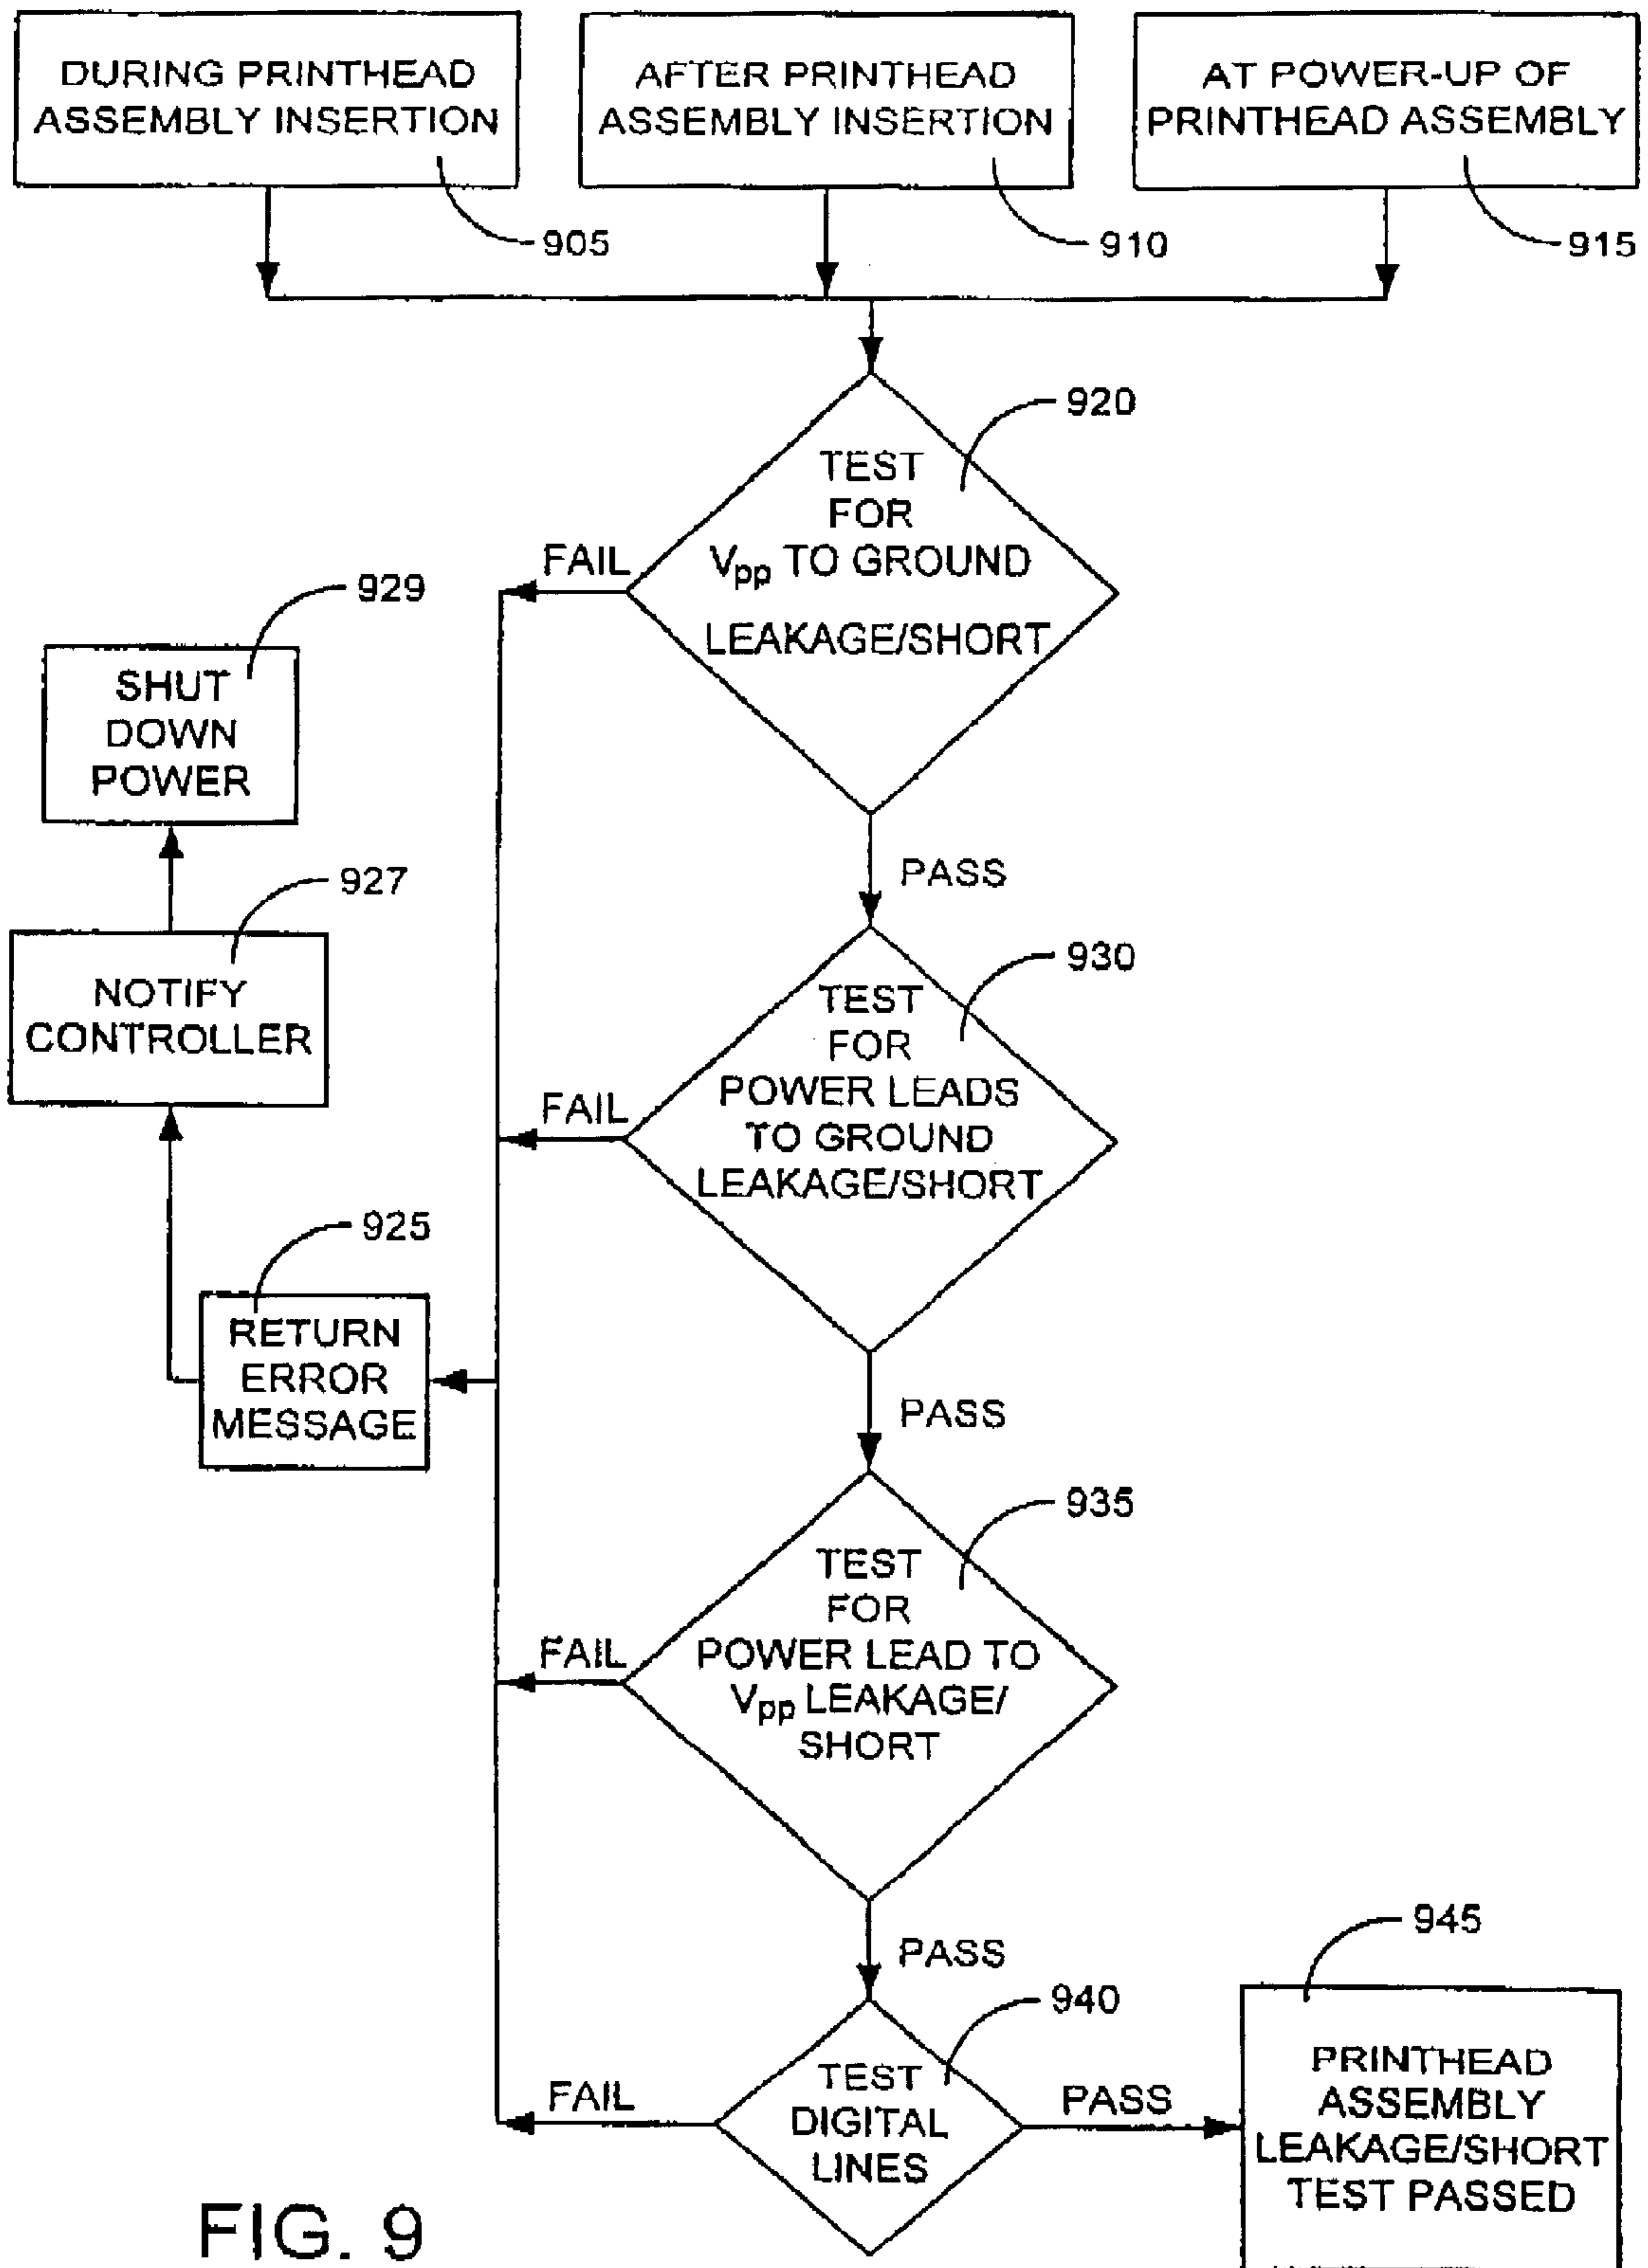 DURING PRINTHEAD
ASSEMBLY INSERTION
905
AFTER PRINTHEAD
ASSEMBLY INSERTION
910
AT POWER-UP OF
PRINTHEAD ASSEMBLY
915
TEST
FOR
Vpp TO GROUND
LEAKAGE/SHORT
920
FAIL
PASS
SHUT
DOWN
POWER
929
NOTIFY
CONTROLLER
927
TEST
FOR
POWER LEADS
TO GROUND
LEAKAGE/SHORT
930
FAIL
PASS
RETURN
ERROR
MESSAGE
925
TEST
FOR
POWER LEAD TO
Vpp LEAKAGE/
SHORT
935
FAIL
PASS
TEST
DIGITAL
LINES
940
FAIL
PASS
PRINTHEAD
ASSEMBLY
LEAKAGE/SHORT
TEST PASSED
945
FIG. 9